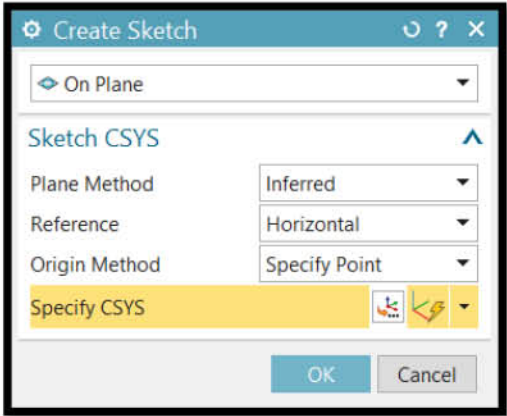 Create Sketch ?
On Plane
Sketch CSYS
Plane Method Inferred
Reference Horizontal
Origin Method Specify Point
Specify CSYS
OK Cancel